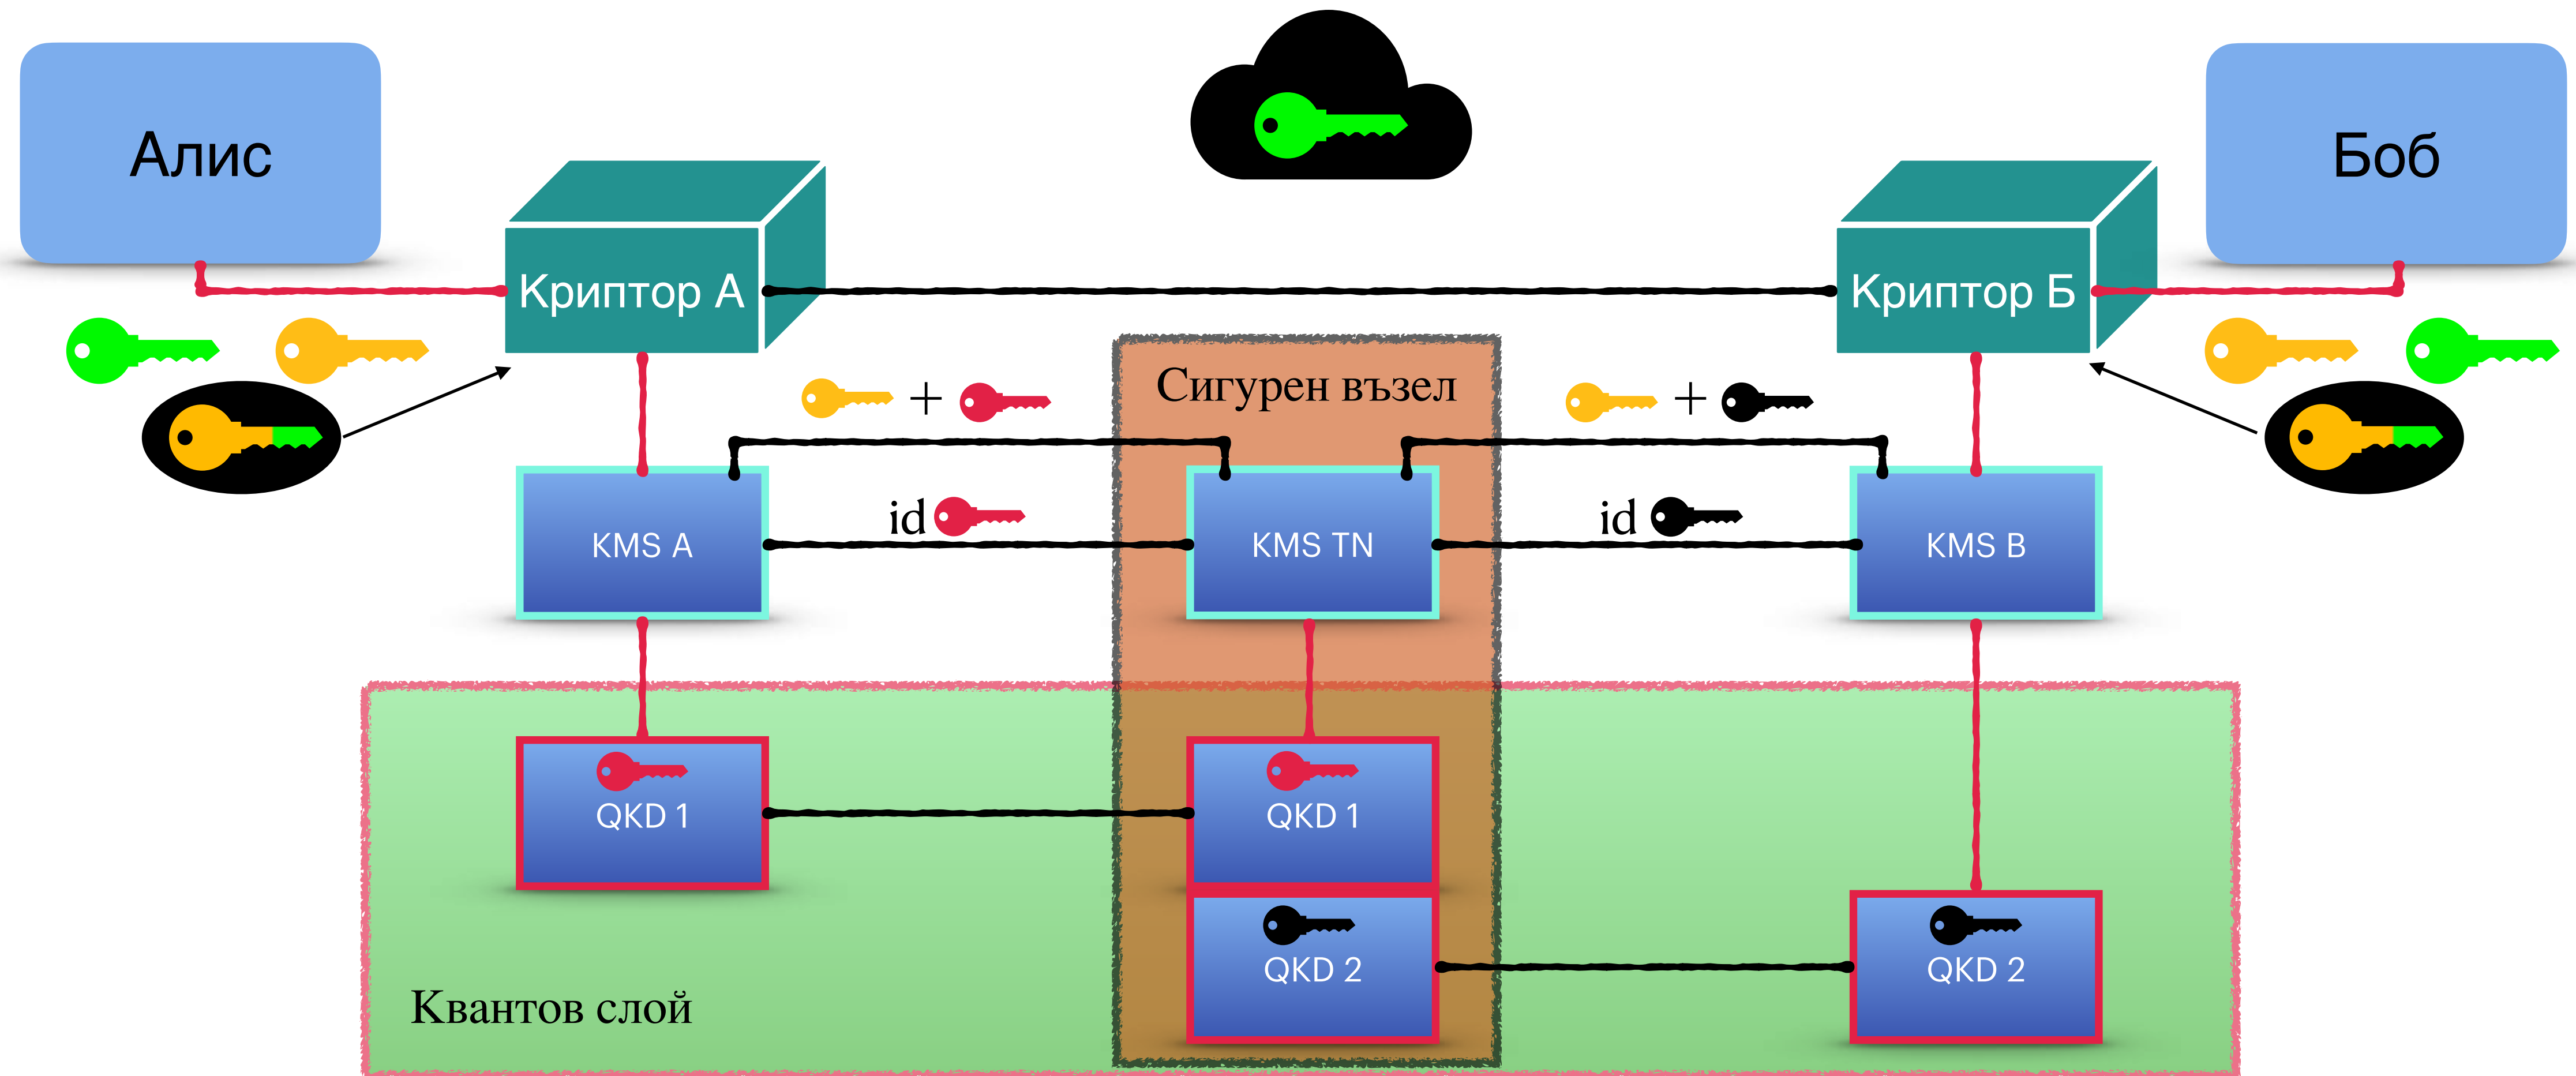 Алис
Боб
Криптор А
Криптор Б
Сигурен възел
+
+
id
id
KMS A
KMS TN
KMS B
QKD 1
QKD 1
QKD 2
QKD 2
Квантов слой